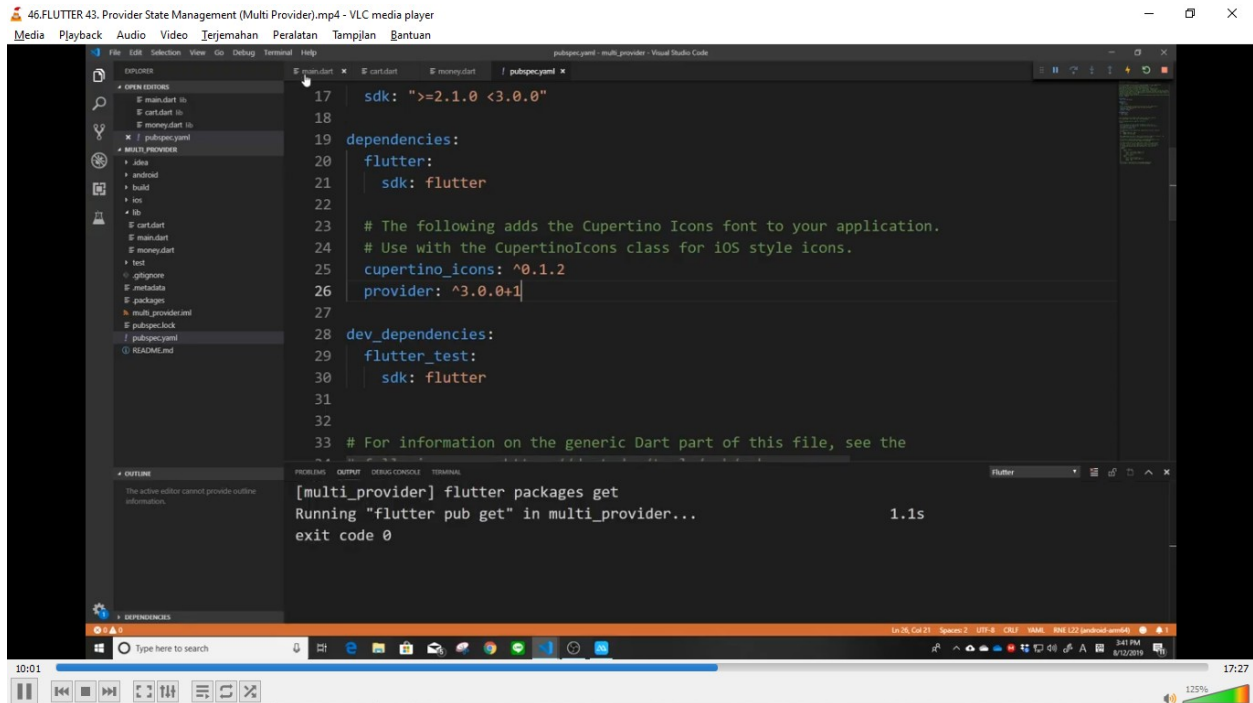 46.FLUTTER 43. Provider State Management (Multi Provider).mp4 - VLC media player
Media Playback Audio Video Terjemahan Peralatan Tampilan Bantuan
File Edit Selection View Go Debug Terminal Help pubspec.yaml - multi_provider - Visual Studio Code
EXPLORER
OPEN EDITORS
main.dart lib
cart.dart lib
money.dart lib
pubspec.yaml
MULTI_PROVIDER
.idea
android
build
ios
lib
cart.dart
main.dart
money.dart
test
.gitignore
.metadata
.packages
multi_provider.iml
pubspec.lock
pubspec.yaml
README.md
OUTLINE
The active editor cannot provide outline
information.
DEPENDENCIES
main.dart cart.dart money.dart pubspec.yaml
17 sdk: ">=2.1.0 <3.0.0"
18
19 dependencies:
20 flutter:
21 sdk: flutter
22
23 # The following adds the Cupertino Icons font to your application.
24 # Use with the CupertinoIcons class for iOS style icons.
25 cupertino_icons: ^0.1.2
26 provider: ^3.0.0+1
27
28 dev_dependencies:
29 flutter_test:
30 sdk: flutter
31
32
33 # For information on the generic Dart part of this file, see the
PROBLEMS OUTPUT DEBUG CONSOLE TERMINAL Flutter
[multi_provider] flutter packages get
Running "flutter pub get" in multi_provider... 1.1s
exit code 0
0 0 Ln 26, Col 21 Spaces: 2 UTF-8 CRLF YAML RNE L22 (android-arm64) 1
Type here to search 3:41 PM
8/12/2019
10:01 17:27
125%